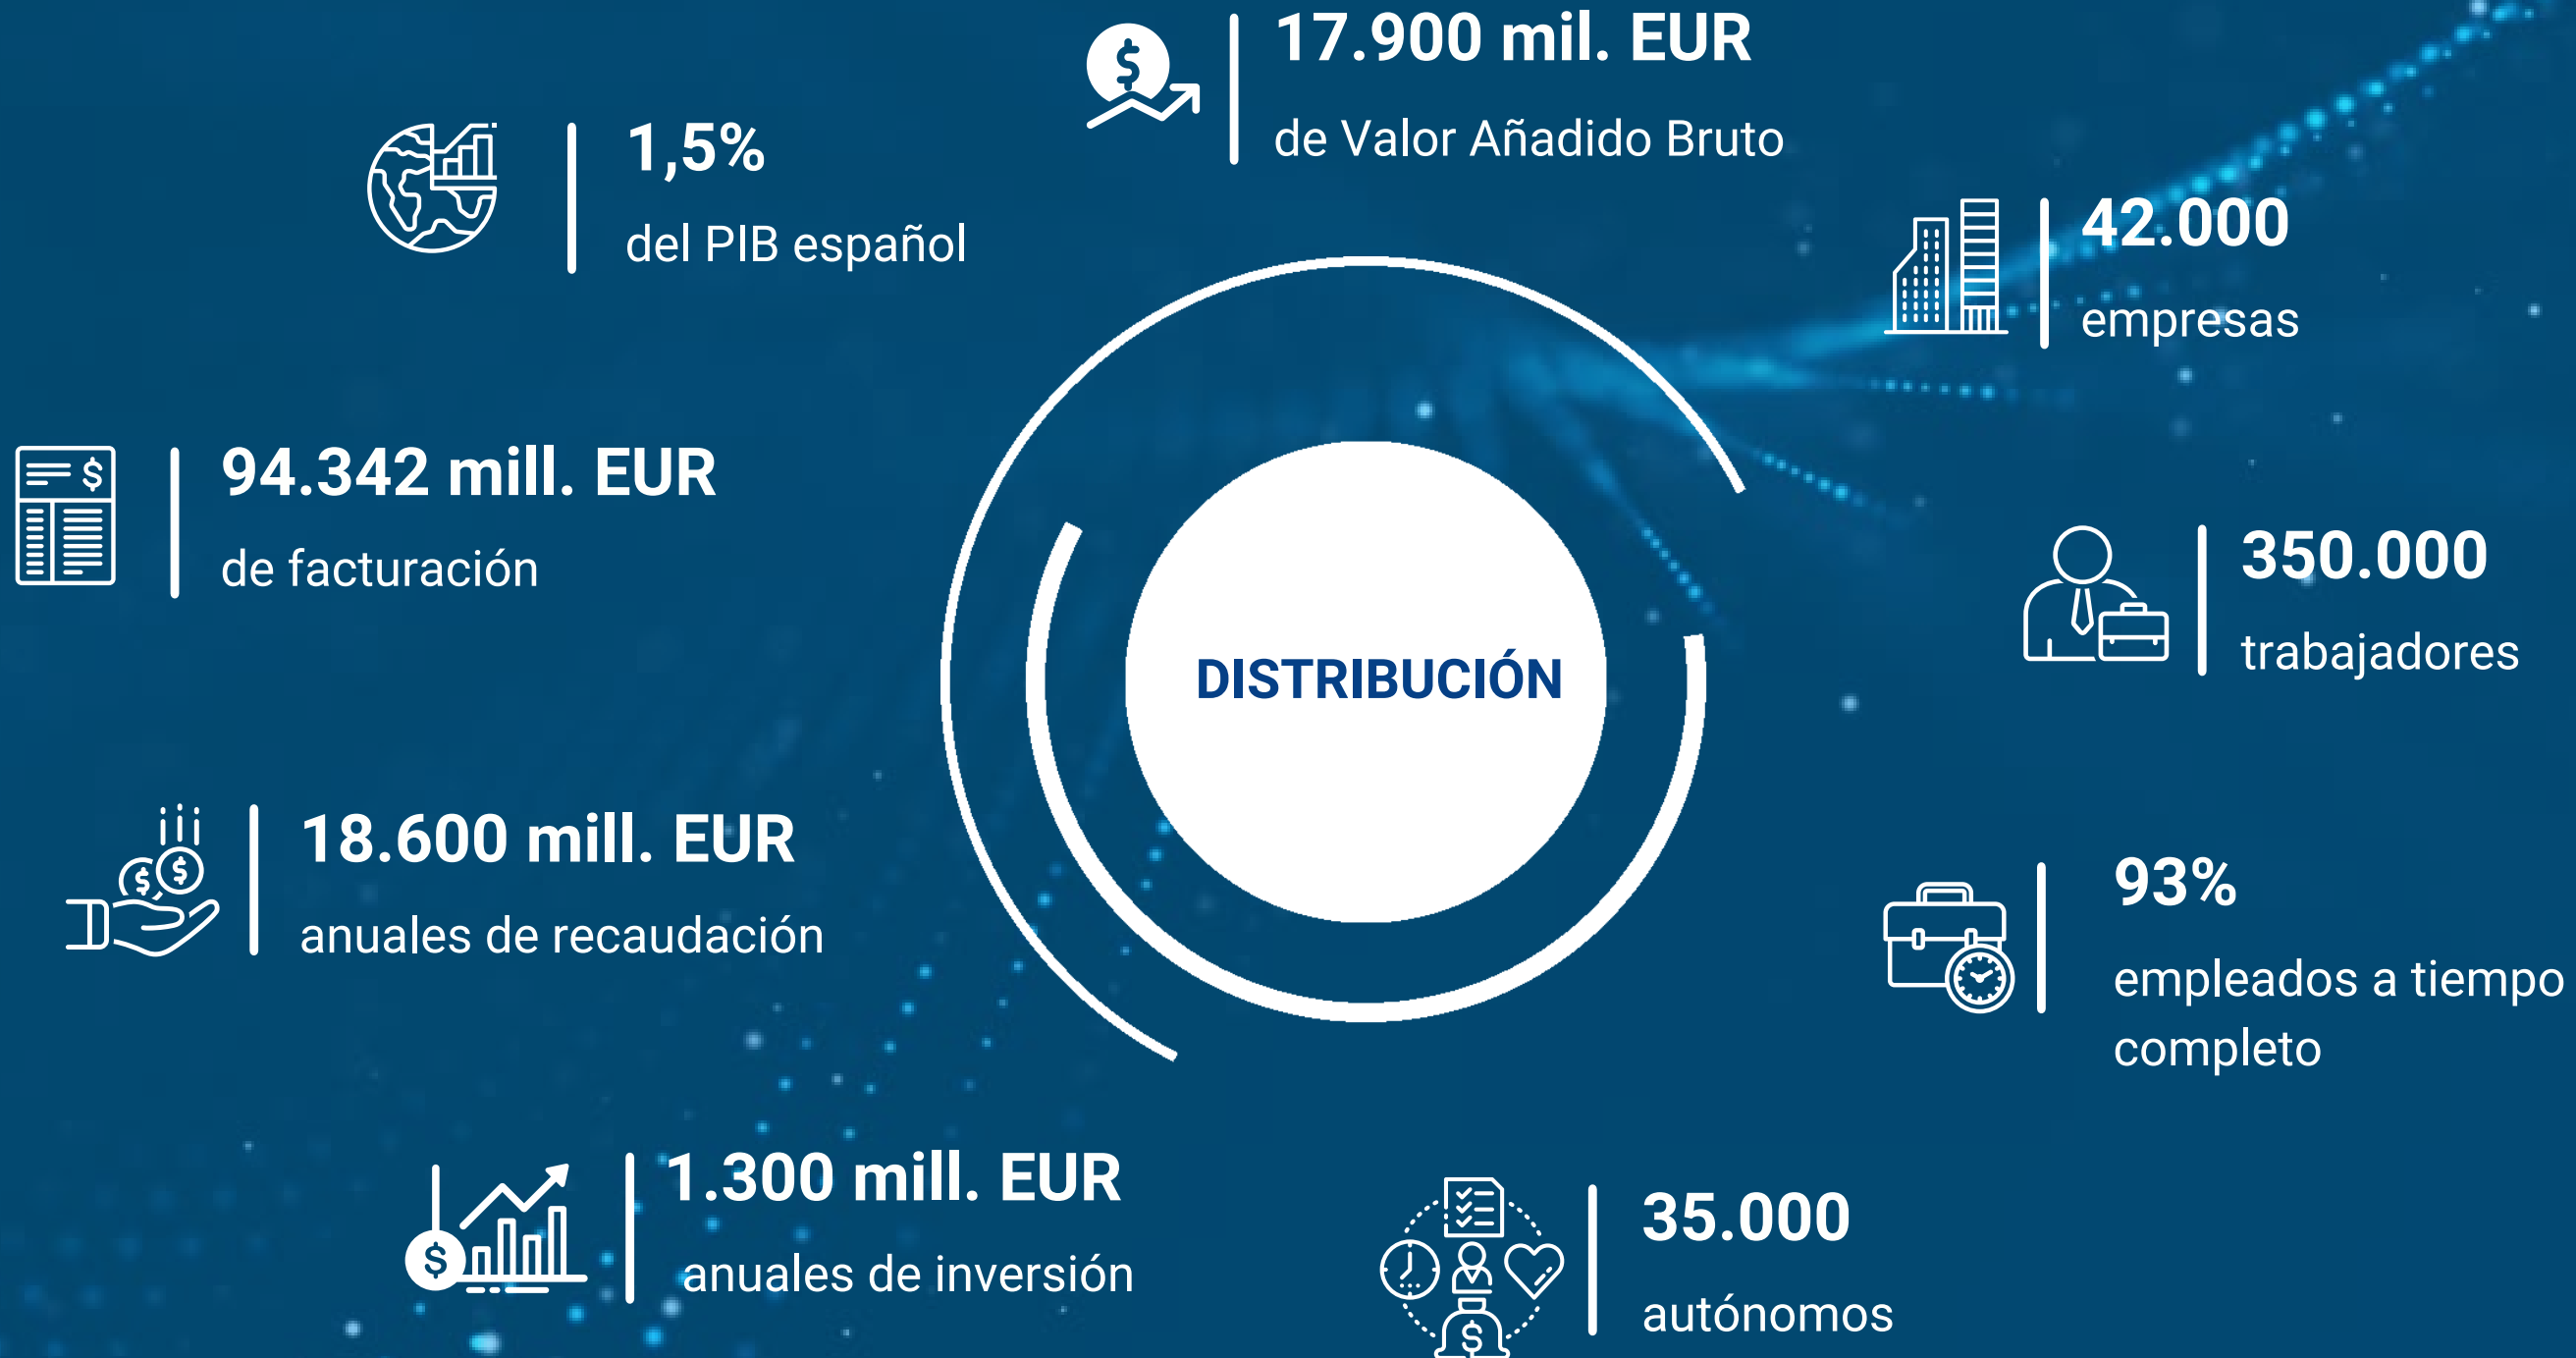 17.900 mil. EUR
de Valor Añadido Bruto
1,5%
del PIB español
42.000
empresas
94.342 mill. EUR
de facturación
350.000
trabajadores
DISTRIBUCIÓN
18.600 mill. EUR
anuales de recaudación
93%
empleados a tiempo
completo
1.300 mill. EUR
anuales de inversión
35.000
autónomos